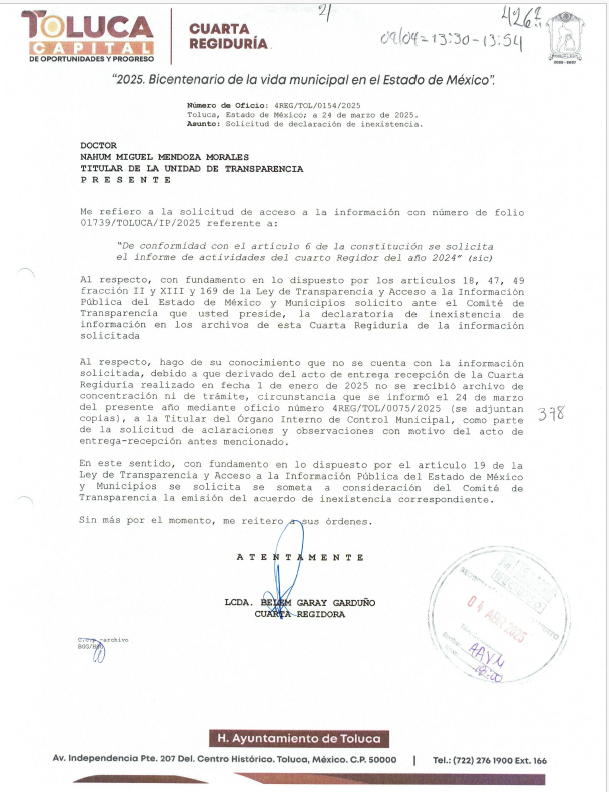 21
4262
TOLUCA
CAPITAL
DE OPORTUNIDADES Y PROGRESO
CUARTA
REGIDURÍA
09/04=13:30-13:54
"2025. Bicentenario de la vida municipal en el Estado de México".
Número de Oficio: 4REG/TOL/0154/2025
Toluca, Estado de México; a 24 de marzo de 2025.
Asunto: Solicitud de declaración de inexistencia.
DOCTOR
NAHUM MIGUEL MENDOZA MORALES
TITULAR DE LA UNIDAD DE TRANSPARENCIA
P R E S E N T E
Me refiero a la solicitud de acceso a la información con número de folio
01739/TOLUCA/IP/2025 referente a:
"De conformidad con el articulo 6 de la constitución se solicita
el informe de actividades del cuarto Regidor del año 2024" (sic)
Al respecto, con fundamento en lo dispuesto por los artículos 18, 47, 49
fracción II y XIII y 169 de la Ley de Transparencia y Acceso a la Información
Pública del Estado de México y Municipios solicito ante el Comité de
Transparencia que usted preside, la declaratoria de inexistencia de
información en los archivos de esta Cuarta Regiduría de la información
solicitada
Al respecto, hago de su conocimiento que no se cuenta con la información
solicitada, debido a que derivado del acto de entrega recepción de la Cuarta
Regiduría realizado en fecha 1 de enero de 2025 no se recibió archivo de
concentración ni de trámite, circunstancia que se informó el 24 de marzo
del presente año mediante oficio número 4REG/TOL/0075/2025 (se adjuntan
copias), a la Titular del Órgano Interno de Control Municipal, como parte
de la solicitud de aclaraciones y observaciones con motivo del acto de
entrega-recepción antes mencionado.
378
En este sentido, con fundamento en lo dispuesto por el artículo 19 de la
Ley de Transparencia y Acceso a la Información Pública del Estado de México
y Municipios se solicita se someta a consideración del Comité de
Transparencia la emisión del acuerdo de inexistencia correspondiente.
Sin más por el momento, me reitero a sus órdenes.
A T E N T A M E N T E
LCDA. BELEM GARAY GARDUÑO
CUARTA REGIDORA
04 ABR 2025
C.c.p. archivo
H. Ayuntamiento de Toluca
Av. Independencia Pte. 207 Del. Centro Histórico. Toluca, México. C.P. 50000 | Tel.: (722) 276 1900 Ext. 166